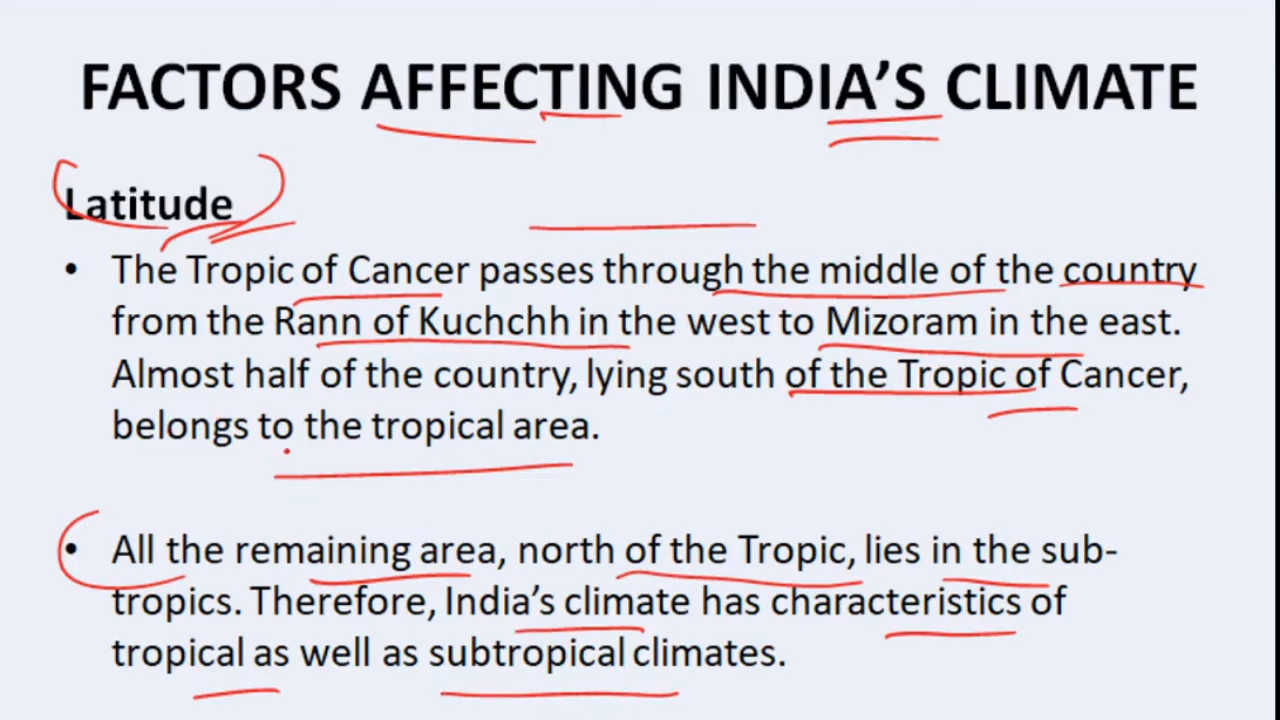 FACTORS AFFECTING INDIA'S CLIMATE
Latitude
• The Tropic of Cancer passes through the middle of the country
from the Rann of Kuchchh in the west to Mizoram in the east.
Almost half of the country, lying south of the Tropic of Cancer,
belongs to the tropical area.
• All the remaining area, north of the Tropic, lies in the sub-
tropics. Therefore, India's climate has characteristics of
tropical as well as subtropical climates.